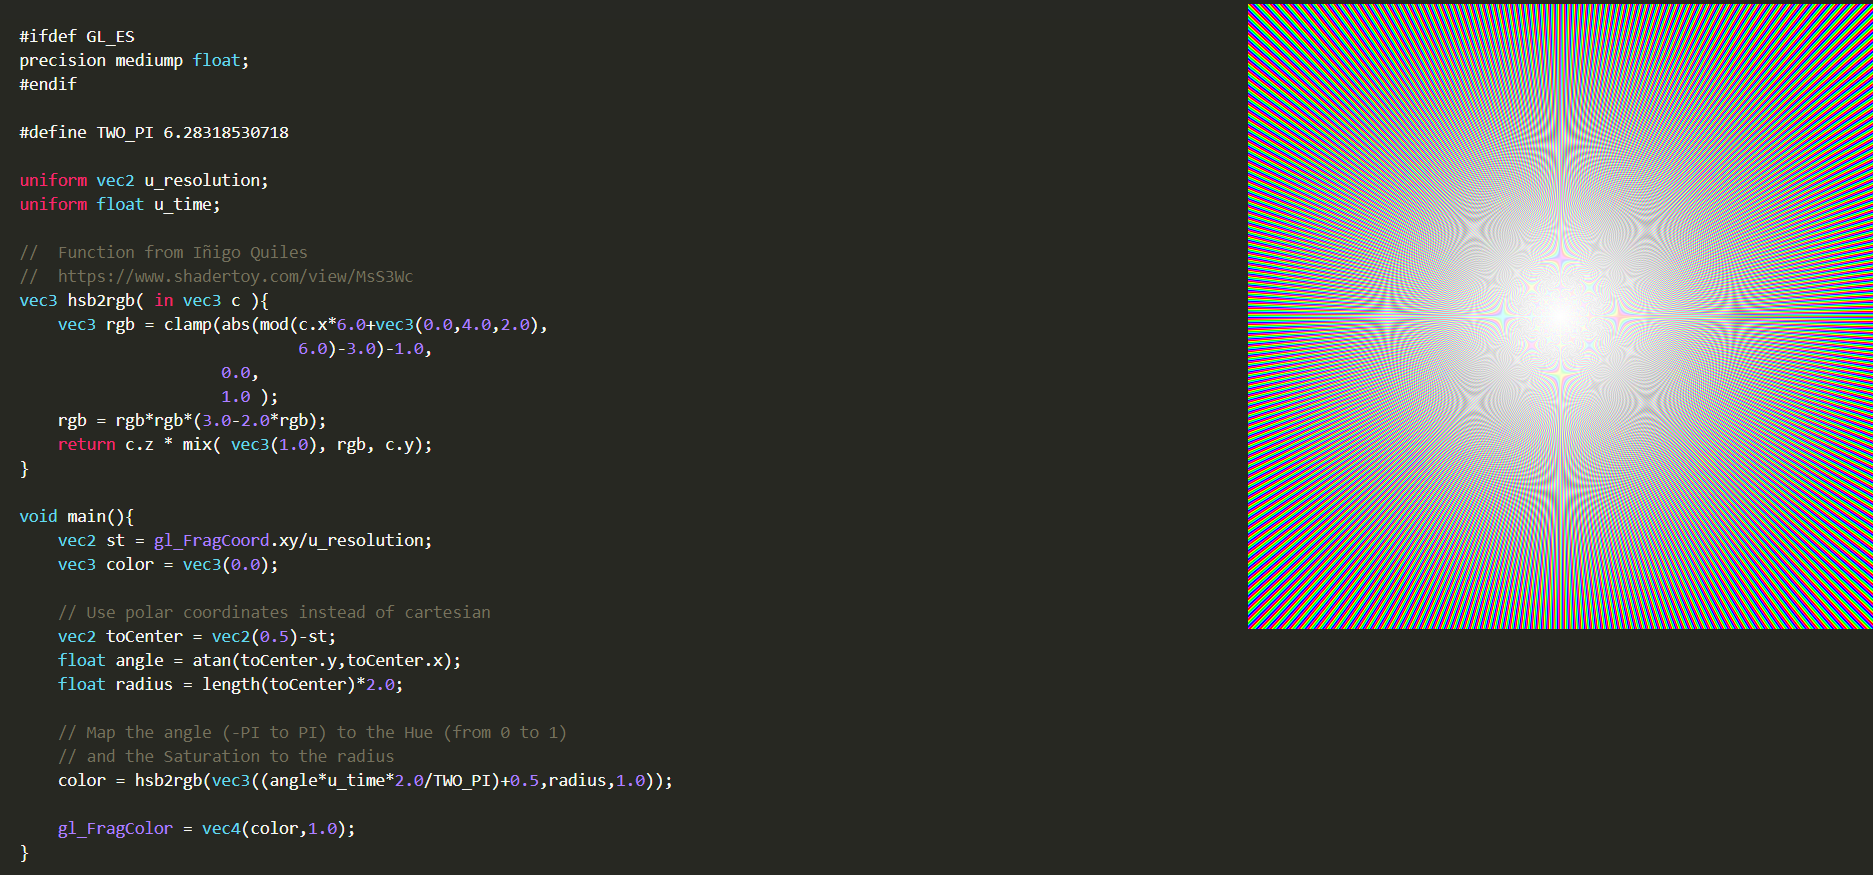 #ifdef GL_ES
precision mediump float;
#endif

#define TWO_PI 6.28318530718

uniform vec2 u_resolution;
uniform float u_time;

//  Function from Iñigo Quiles
//  https://www.shadertoy.com/view/MsS3Wc
vec3 hsb2rgb( in vec3 c ){
    vec3 rgb = clamp(abs(mod(c.x*6.0+vec3(0.0,4.0,2.0),
                             6.0)-3.0)-1.0,
                     0.0,
                     1.0 );
    rgb = rgb*rgb*(3.0-2.0*rgb);
    return c.z * mix( vec3(1.0), rgb, c.y);
}

void main(){
    vec2 st = gl_FragCoord.xy/u_resolution;
    vec3 color = vec3(0.0);

    // Use polar coordinates instead of cartesian
    vec2 toCenter = vec2(0.5)-st;
    float angle = atan(toCenter.y,toCenter.x);
    float radius = length(toCenter)*2.0;

    // Map the angle (-PI to PI) to the Hue (from 0 to 1)
    // and the Saturation to the radius
    color = hsb2rgb(vec3((angle*u_time*2.0/TWO_PI)+0.5,radius,1.0));

    gl_FragColor = vec4(color,1.0);
}